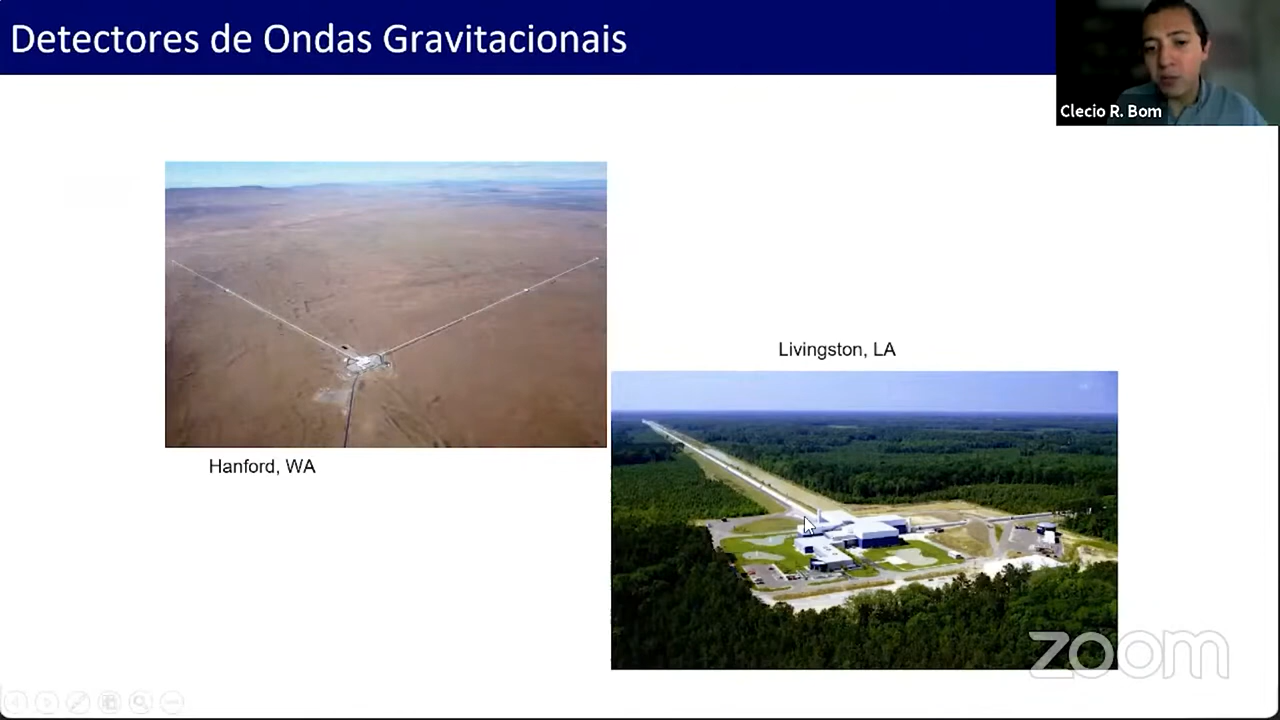 Detectores de Ondas Gravitacionais
Clecio R. Bom
Livingston, LA
Hanford, WA
zoom